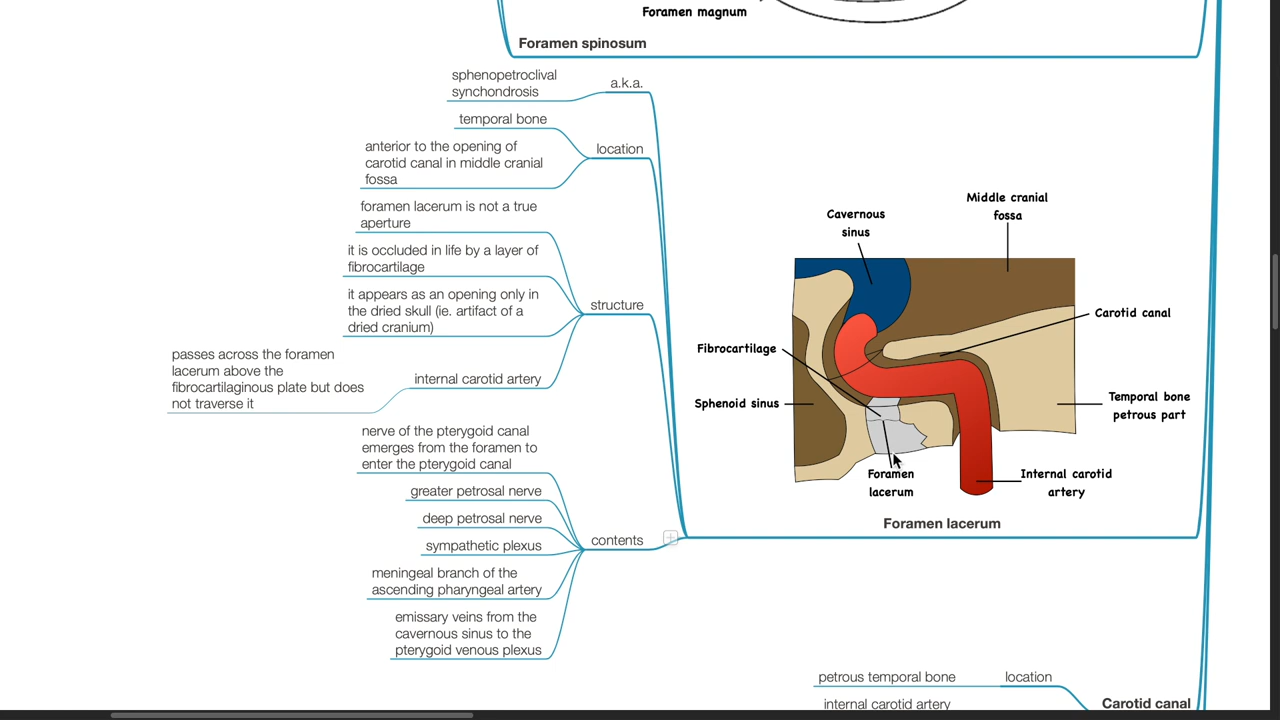 Foramen magnum
Foramen spinosum
sphenopetroclival
synchondrosis
a.k.a.
temporal bone
anterior to the opening of
carotid canal in middle cranial
fossa
location
foramen lacerum is not a true
aperture
it is occluded in life by a layer of
fibrocartilage
it appears as an opening only in
the dried skull (ie. artifact of a
dried cranium)
structure
passes across the foramen
lacerum above the
fibrocartilaginous plate but does
not traverse it
internal carotid artery
nerve of the pterygoid canal
emerges from the foramen to
enter the pterygoid canal
greater petrosal nerve
deep petrosal nerve
sympathetic plexus
meningeal branch of the
ascending pharyngeal artery
emissary veins from the
cavernous sinus to the
pterygoid venous plexus
contents
Cavernous
sinus
Middle cranial
fossa
Carotid canal
Fibrocartilage
Sphenoid sinus
Temporal bone
petrous part
Foramen
lacerum
Internal carotid
artery
Foramen lacerum
petrous temporal bone
location
internal carotid artery
Carotid canal